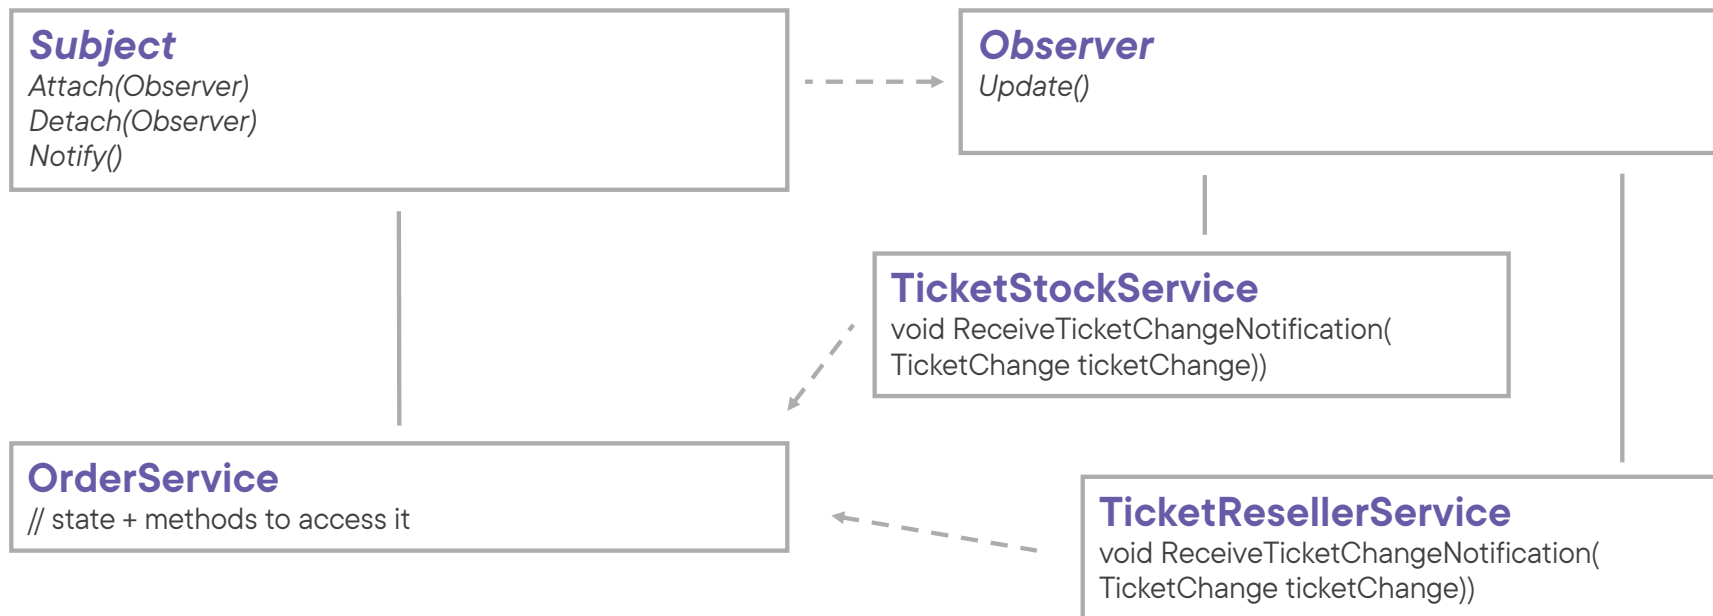 Subject
Attach(Observer)
Detach(Observer)
Notify()
Observer
Update()
TicketStockService
void ReceiveTicketChangeNotification(
TicketChange ticketChange))
OrderService
// state + methods to access it
TicketResellerService
void ReceiveTicketChangeNotification(
TicketChange ticketChange))